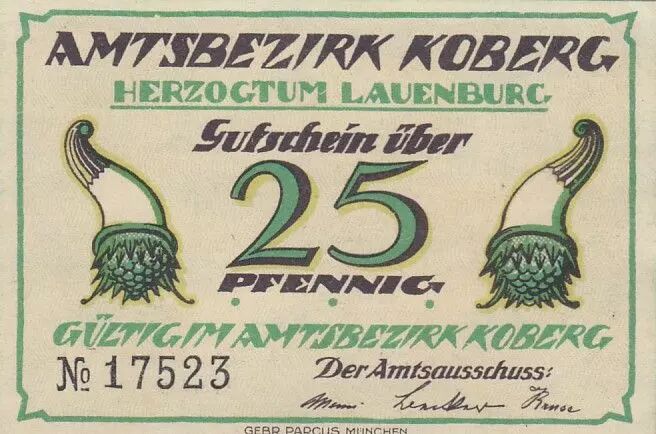 AMTSBEZIRK KOBERG
HERZOGTUM LAUENBURG
Gutschein über
25
PFENNIG
GÜLTIG IM AMTSBEZIRK KOBERG
№ 17523
Der Amtsausschuss:
GEBR. PARCUS MÜNCHEN